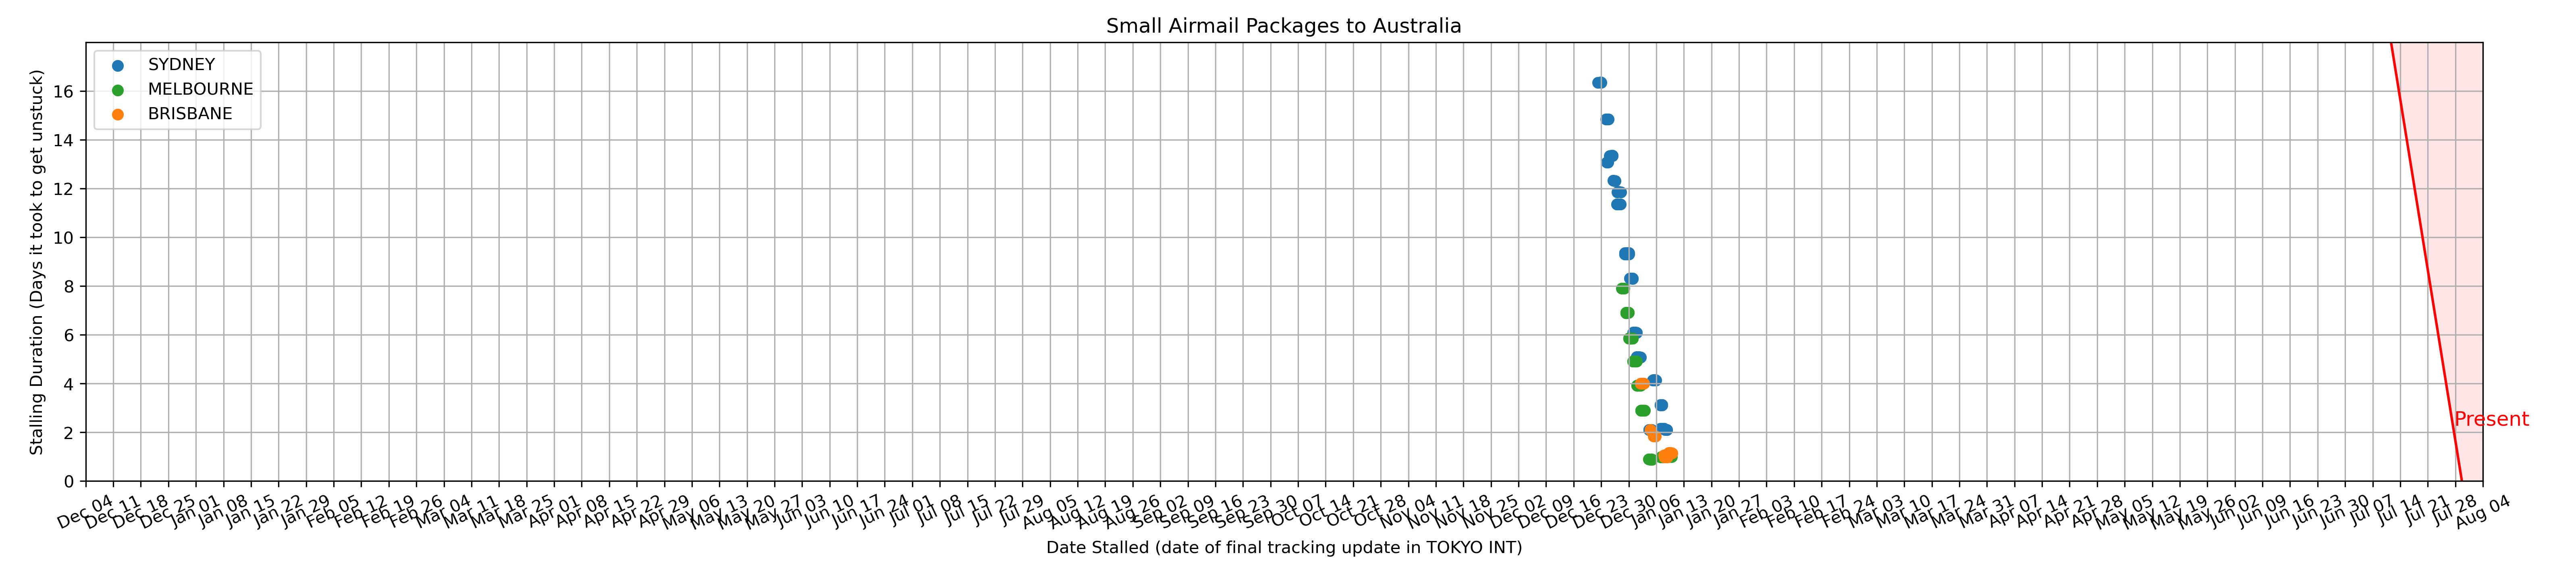 Small Airmail Packages to Australia
SYDNEY
MELBOURNE
BRISBANE
Stalling Duration (Days it took to get unstuck)
16
14
12
10
8
6
4
2
0
Present
Dec 04
Dec 11
Dec 18
Dec 25
Jan 01
Jan 08
Jan 15
Jan 22
Jan 29
Feb 05
Feb 12
Feb 19
Feb 26
Mar 04
Mar 11
Mar 18
Mar 25
Apr 01
Apr 08
Apr 15
Apr 22
Apr 29
May 06
May 13
May 20
May 27
Jun 03
Jun 10
Jun 17
Jun 24
Jul 01
Jul 08
Jul 15
Jul 22
Jul 29
Aug 05
Aug 12
Aug 19
Aug 26
Sep 02
Sep 09
Sep 16
Sep 23
Sep 30
Oct 07
Oct 14
Oct 21
Oct 28
Nov 04
Nov 11
Nov 18
Nov 25
Dec 02
Dec 09
Dec 16
Dec 23
Dec 30
Jan 06
Jan 13
Jan 20
Jan 27
Feb 03
Feb 10
Feb 17
Feb 24
Mar 03
Mar 10
Mar 17
Mar 24
Mar 31
Apr 07
Apr 14
Apr 21
Apr 28
May 05
May 12
May 19
May 26
Jun 02
Jun 09
Jun 16
Jun 23
Jun 30
Jul 07
Jul 14
Jul 21
Jul 28
Aug 04
Date Stalled (date of final tracking update in TOKYO INT)